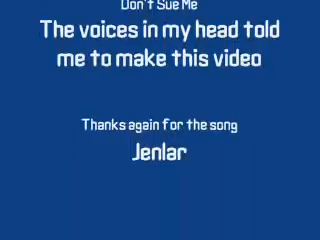 Don't Sue Me
The voices in my head told
me to make this video
Thanks again for the song
Jenlar